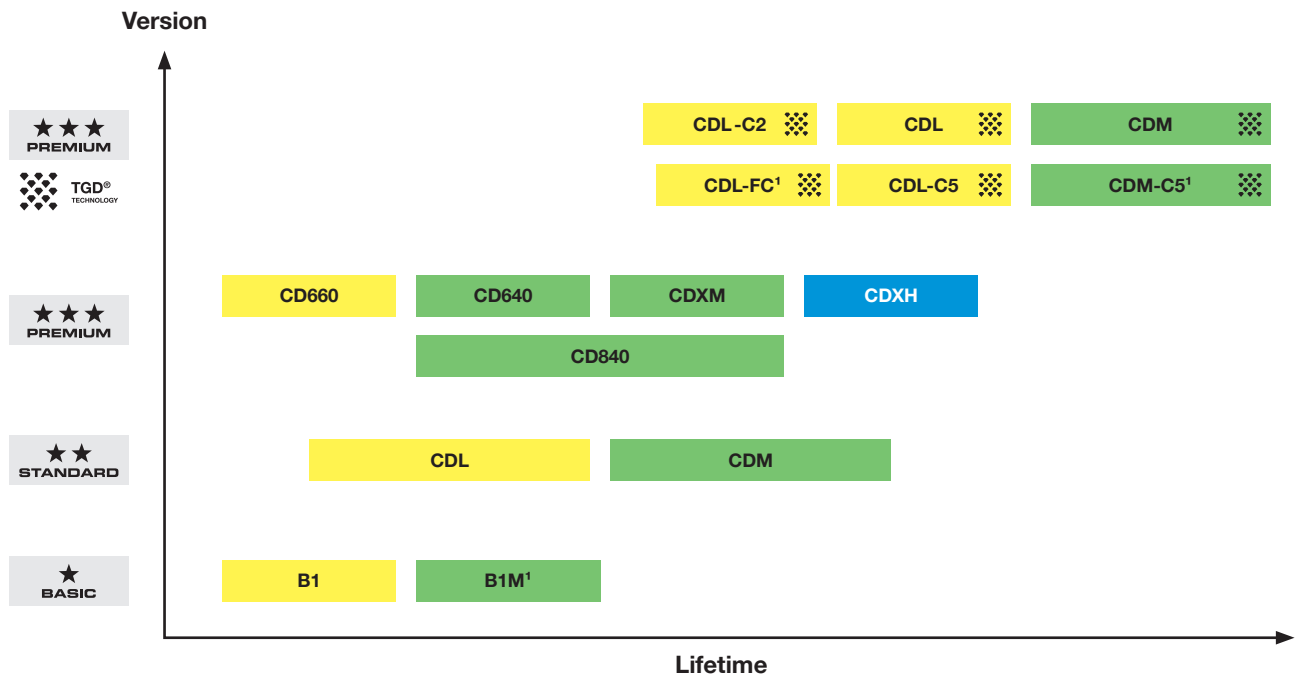 Version
PREMIUM
TGD®
TECHNOLOGY
CDL-C2
CDL
CDM
CDL-FC¹
CDL-C5
CDM-C5¹
PREMIUM
CD660
CD640
CDXM
CDXH
CD840
STANDARD
CDL
CDM
BASIC
B1
B1M¹
Lifetime